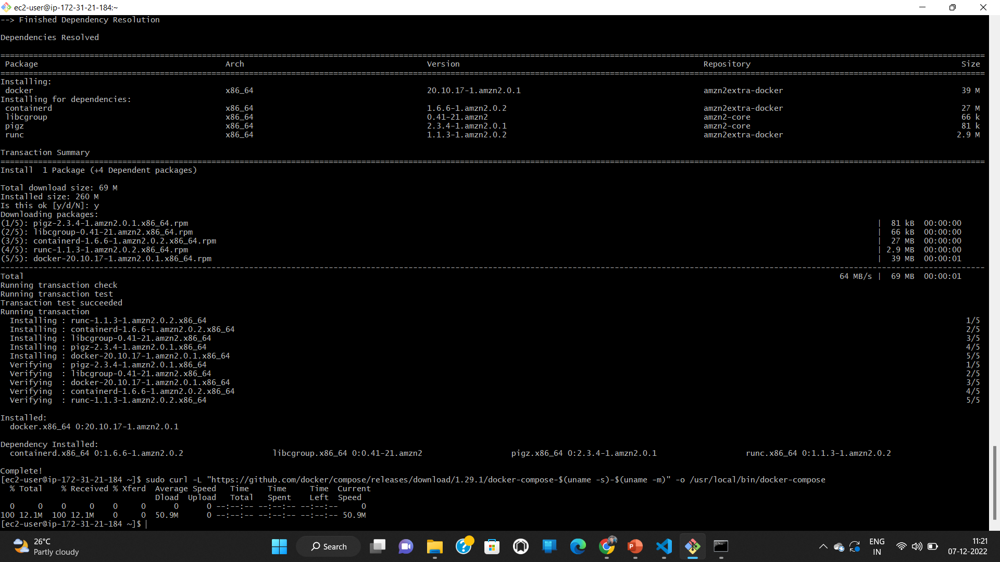 ec2-user@ip-172-31-21-184:~
--> Finished Dependency Resolution
Dependencies Resolved
================================================================================
Package Arch Version Repository Size
================================================================================
Installing:
docker x86_64 20.10.17-1.amzn2.0.1 amzn2extra-docker 39 M
Installing for dependencies:
containerd x86_64 1.6.6-1.amzn2.0.2 amzn2extra-docker 27 M
libcgroup x86_64 0.41-21.amzn2 amzn2-core 66 k
pigz x86_64 2.3.4-1.amzn2.0.1 amzn2-core 81 k
runc x86_64 1.1.3-1.amzn2.0.2 amzn2extra-docker 2.9 M
Transaction Summary
================================================================================
Install 1 Package (+4 Dependent packages)
Total download size: 69 M
Installed size: 260 M
Is this ok [y/d/N]: y
Downloading packages:
(1/5): pigz-2.3.4-1.amzn2.0.1.x86_64.rpm | 81 kB 00:00:00
(2/5): libcgroup-0.41-21.amzn2.x86_64.rpm | 66 kB 00:00:00
(3/5): containerd-1.6.6-1.amzn2.0.2.x86_64.rpm | 27 MB 00:00:00
(4/5): runc-1.1.3-1.amzn2.0.2.x86_64.rpm | 2.9 MB 00:00:00
(5/5): docker-20.10.17-1.amzn2.0.1.x86_64.rpm | 39 MB 00:00:01
--------------------------------------------------------------------------------
Total 64 MB/s | 69 MB 00:00:01
Running transaction check
Running transaction test
Transaction test succeeded
Running transaction
Installing : runc-1.1.3-1.amzn2.0.2.x86_64 1/5
Installing : containerd-1.6.6-1.amzn2.0.2.x86_64 2/5
Installing : libcgroup-0.41-21.amzn2.x86_64 3/5
Installing : pigz-2.3.4-1.amzn2.0.1.x86_64 4/5
Installing : docker-20.10.17-1.amzn2.0.1.x86_64 5/5
Verifying : pigz-2.3.4-1.amzn2.0.1.x86_64 1/5
Verifying : libcgroup-0.41-21.amzn2.x86_64 2/5
Verifying : docker-20.10.17-1.amzn2.0.1.x86_64 3/5
Verifying : containerd-1.6.6-1.amzn2.0.2.x86_64 4/5
Verifying : runc-1.1.3-1.amzn2.0.2.x86_64 5/5
Installed:
docker.x86_64 0:20.10.17-1.amzn2.0.1
Dependency Installed:
containerd.x86_64 0:1.6.6-1.amzn2.0.2 libcgroup.x86_64 0:0.41-21.amzn2 pigz.x86_64 0:2.3.4-1.amzn2.0.1 runc.x86_64 0:1.1.3-1.amzn2.0.2
Complete!
[ec2-user@ip-172-31-21-184 ~]$ sudo curl -L "https://github.com/docker/compose/releases/download/1.29.1/docker-compose-$(uname -s)-$(uname -m)" -o /usr/local/bin/docker-compose
% Total % Received % Xferd Average Speed Time Time Time Current
Dload Upload Total Spent Left Speed
0 0 0 0 0 0 0 0 --:--:-- --:--:-- --:--:-- 0
100 12.1M 100 12.1M 0 0 50.9M 0 --:--:-- --:--:-- --:--:-- 50.9M
[ec2-user@ip-172-31-21-184 ~]$
26°C
Partly cloudy
Search
ENG
IN
11:21
07-12-2022